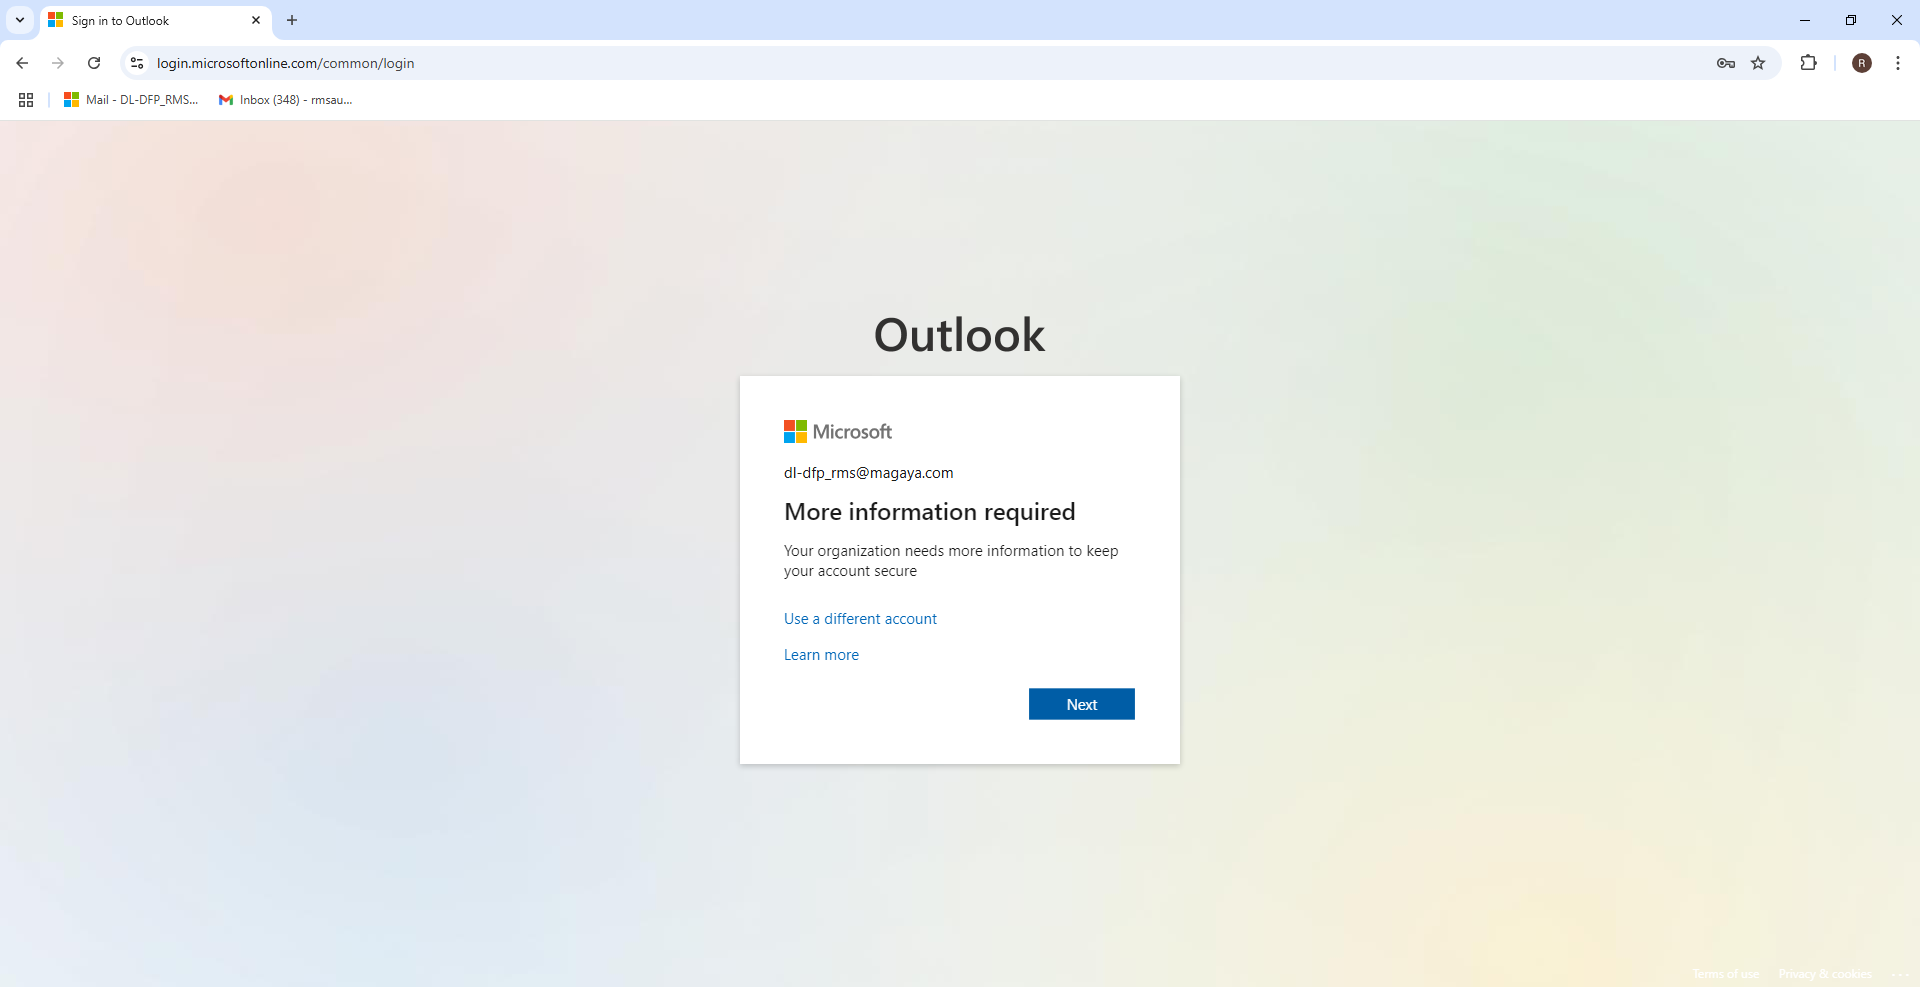 Sign in to Outlook
login.microsoftonline.com/common/login
R
Mail - DL-DFP_RMS...
Inbox (348) - rmsau...
Outlook
Microsoft
dl-dfp_rms@magaya.com
More information required
Your organization needs more information to keep
your account secure
Use a different account
Learn more
Next
Terms of use
Privacy & cookies
...